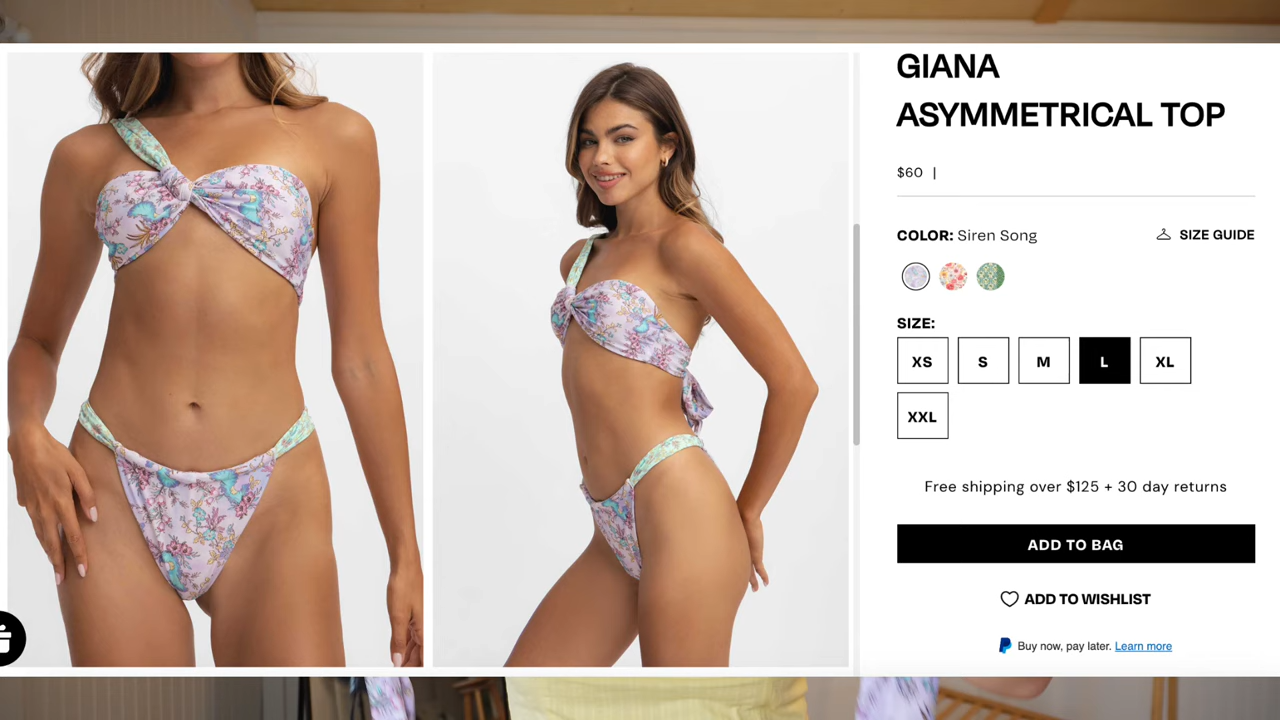 GIANA
ASYMMETRICAL TOP
$60 |
COLOR: Siren Song
SIZE GUIDE
SIZE:
XS S M L XL
XXL
Free shipping over $125 + 30 day returns
ADD TO BAG
ADD TO WISHLIST
Buy now, pay later. Learn more